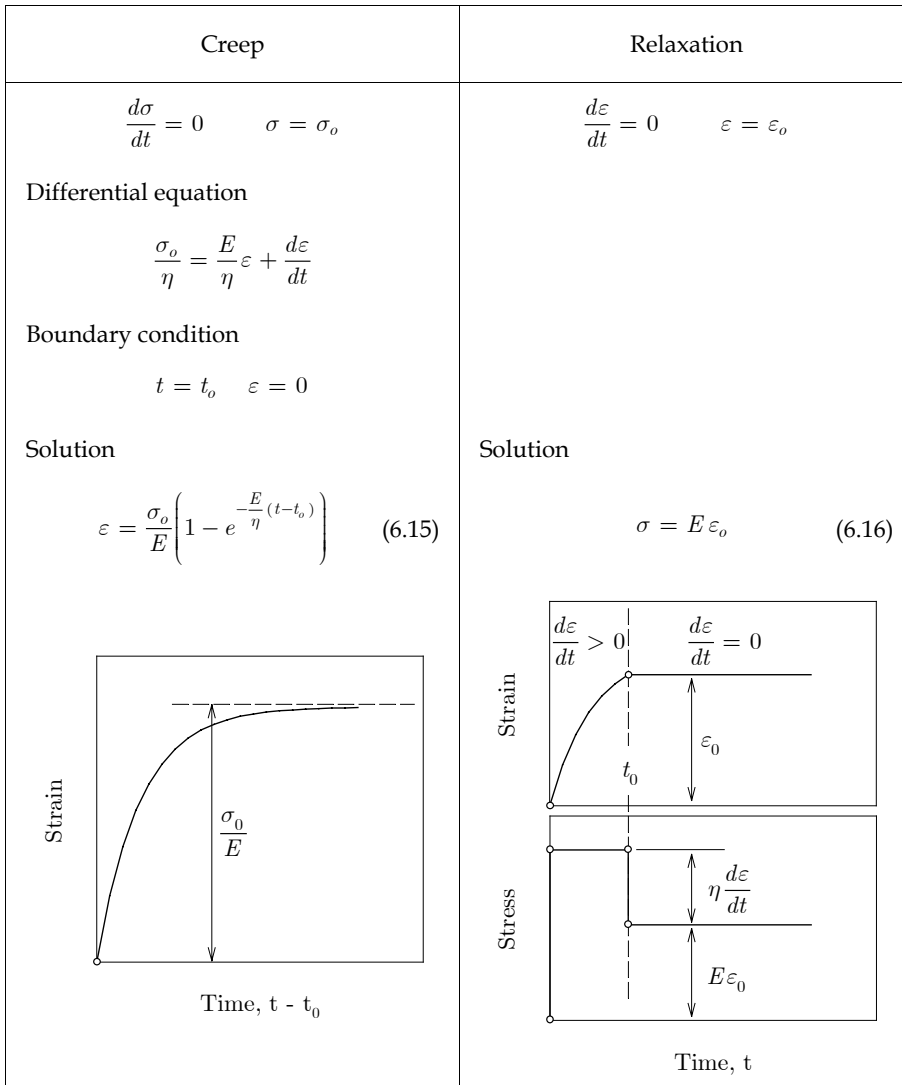 Creep
dσ/dt = 0 σ = σ_o
Differential equation
σ_o/η = E/η ε + dε/dt
Boundary condition
t = t_o ε = 0
Solution
ε = σ_o/E (1 − e^{−E/η (t−t_o)}) (6.15)
Strain
σ_0/E
Time, t - t_0
Relaxation
dε/dt = 0 ε = ε_o
Solution
σ = E ε_o (6.16)
dε/dt > 0 dε/dt = 0
Strain
ε_0
t_0
Stress
η dε/dt
Eε_0
Time, t